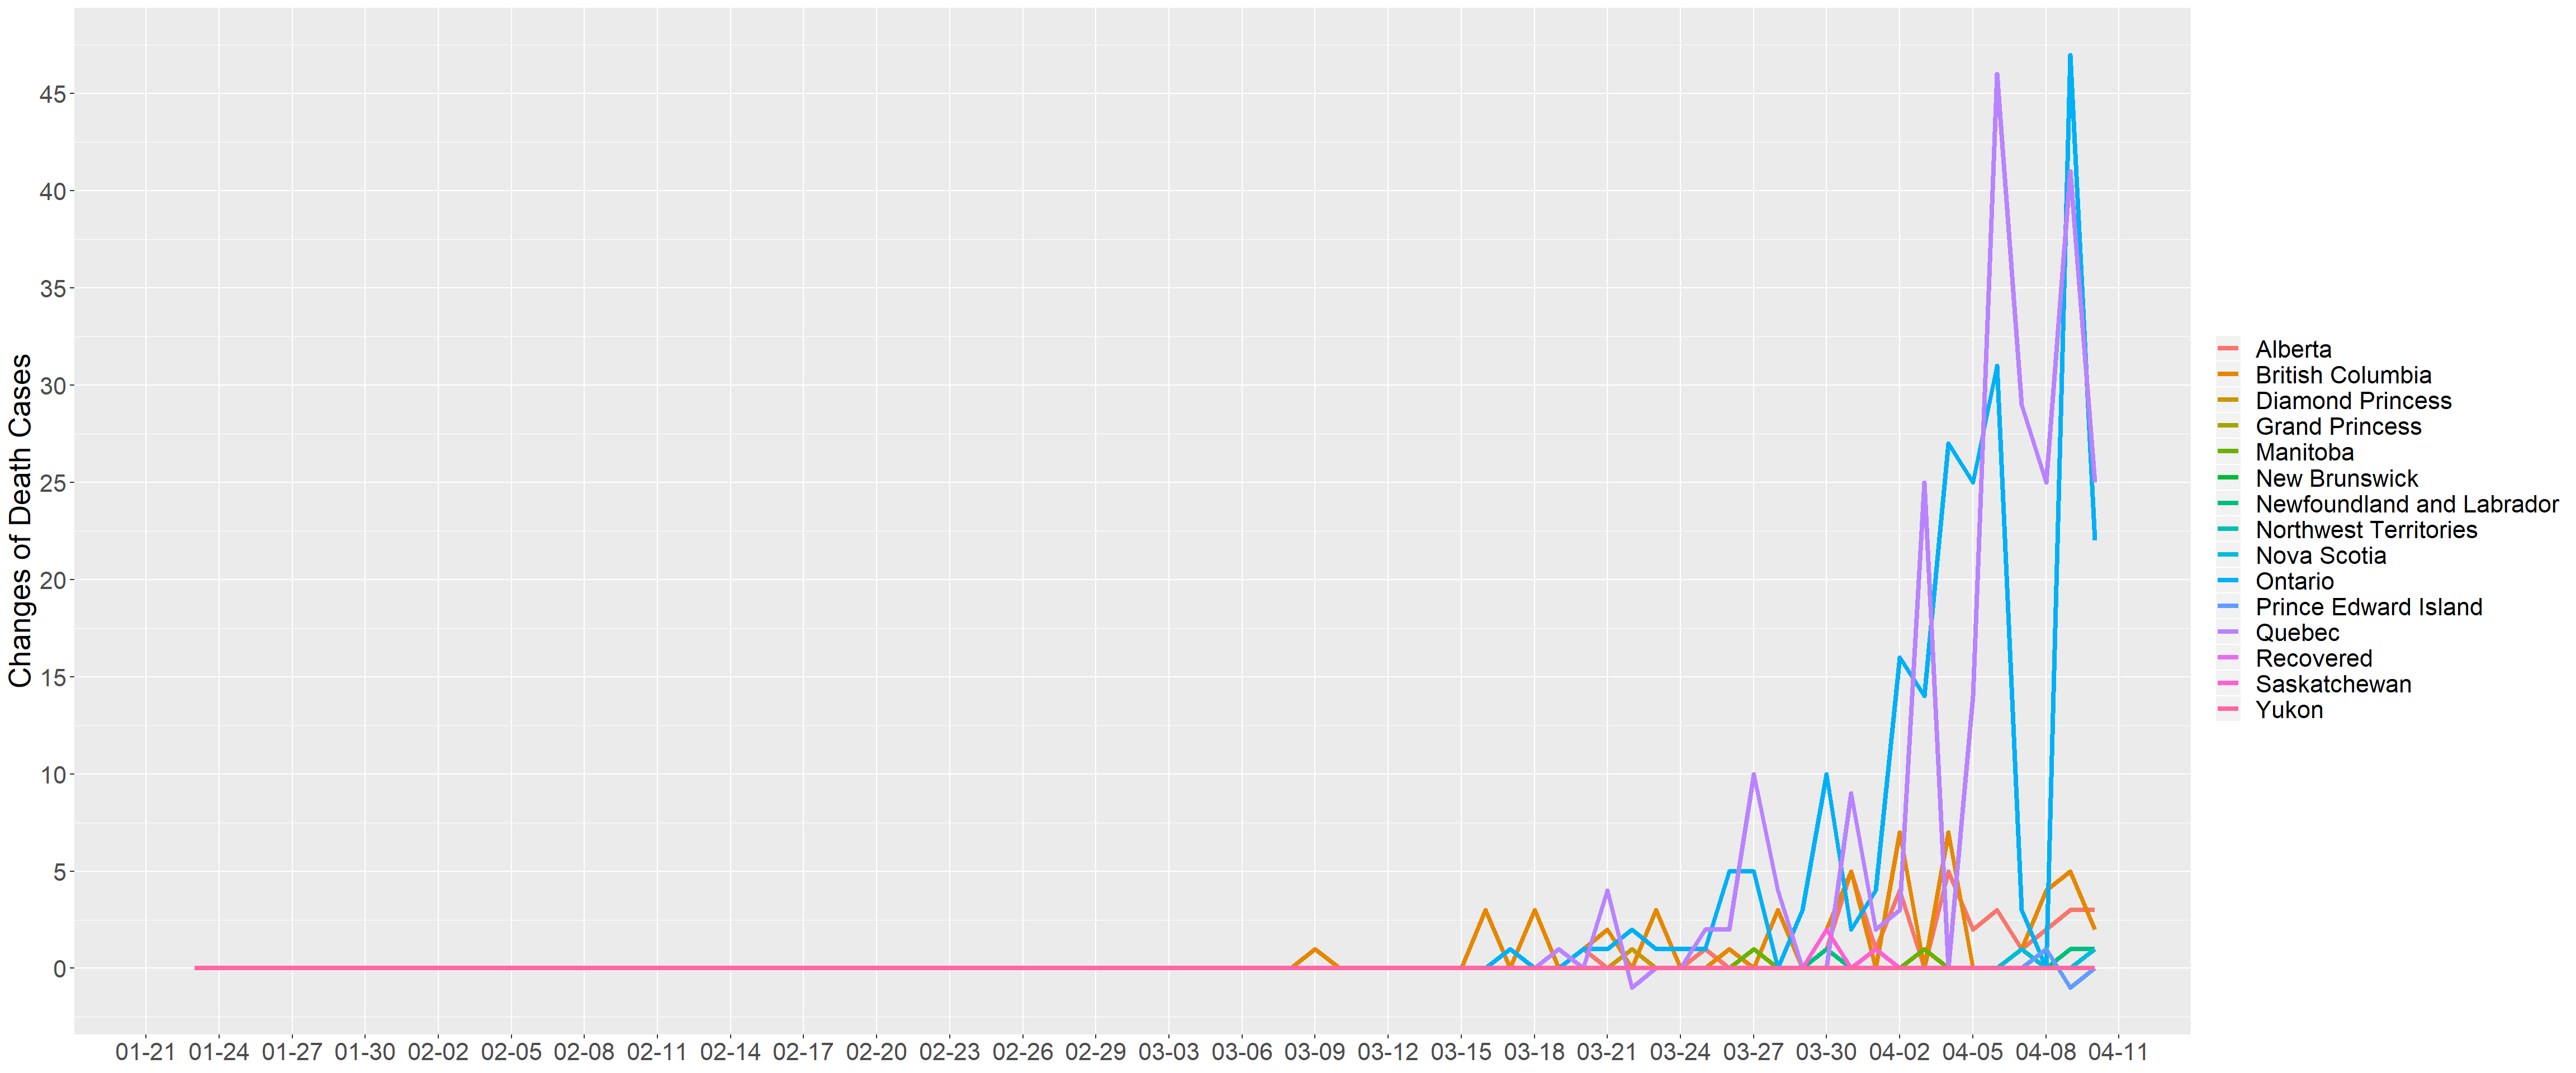 Changes of Death Cases
45
40
35
30
25
20
15
10
5
0
01-21 01-24 01-27 01-30 02-02 02-05 02-08 02-11 02-14 02-17 02-20 02-23 02-26 02-29 03-03 03-06 03-09 03-12 03-15 03-18 03-21 03-24 03-27 03-30 04-02 04-05 04-08 04-11
Alberta
British Columbia
Diamond Princess
Grand Princess
Manitoba
New Brunswick
Newfoundland and Labrador
Northwest Territories
Nova Scotia
Ontario
Prince Edward Island
Quebec
Recovered
Saskatchewan
Yukon